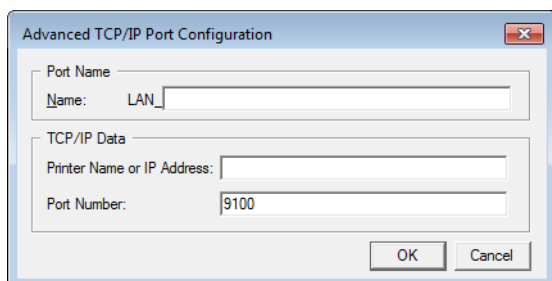 Advanced TCP/IP Port Configuration
Port Name
Name: LAN_
TCP/IP Data
Printer Name or IP Address:
Port Number: 9100
OK Cancel